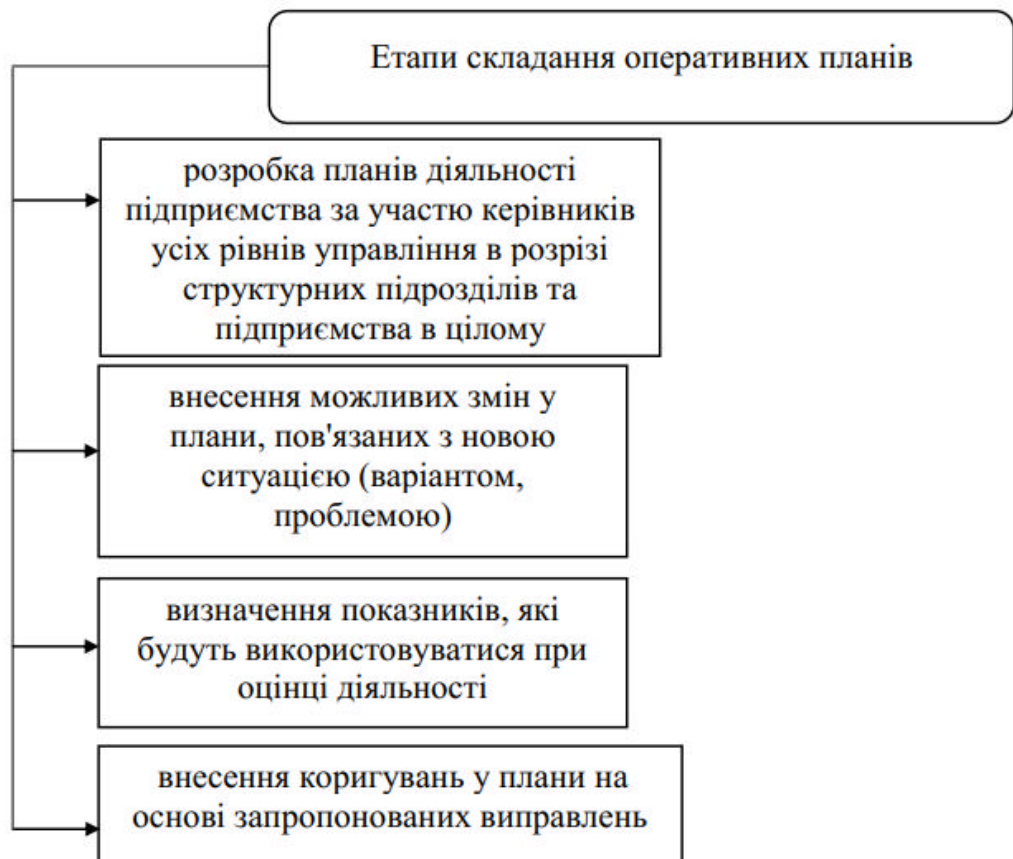 Етапи складання оперативних планів
розробка планів діяльності
підприємства за участю керівників
усіх рівнів управління в розрізі
структурних підрозділів та
підприємства в цілому
внесення можливих змін у
плани, пов'язаних з новою
ситуацією (варіантом,
проблемою)
визначення показників, які
будуть використовуватися при
оцінці діяльності
внесення коригувань у плани на
основі запропонованих виправлень